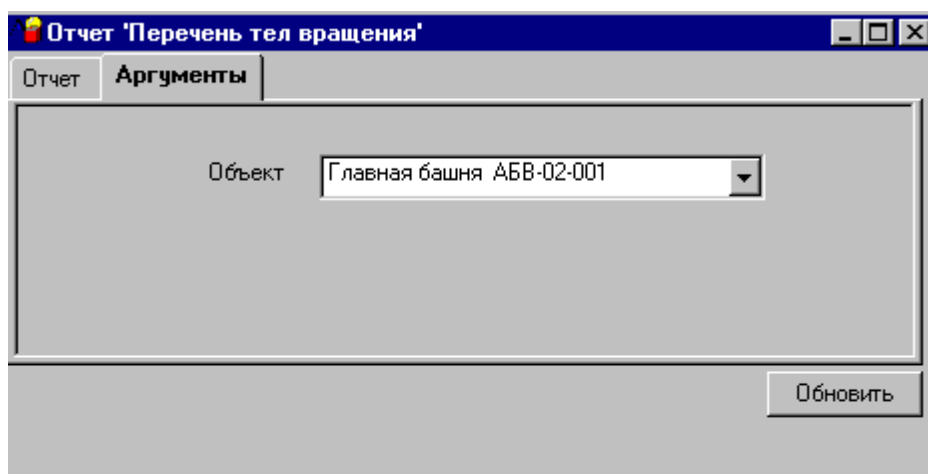 Отчет 'Перечень тел вращения'
Отчет Аргументы
Объект Главная башня АБВ-02-001
Обновить